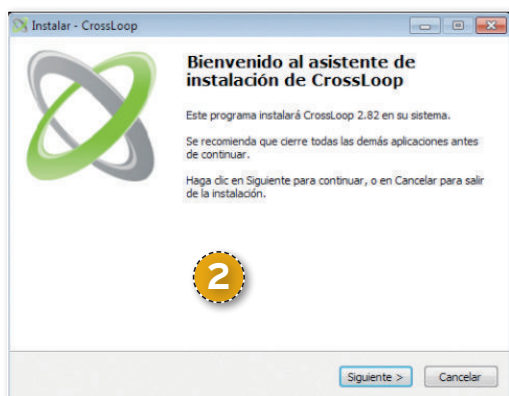 Instalar - CrossLoop
Bienvenido al asistente de
instalación de CrossLoop
Este programa instalará CrossLoop 2.82 en su sistema.
Se recomienda que cierre todas las demás aplicaciones antes
de continuar.
Haga clic en Siguiente para continuar, o en Cancelar para salir
de la instalación.
2
Siguiente >
Cancelar